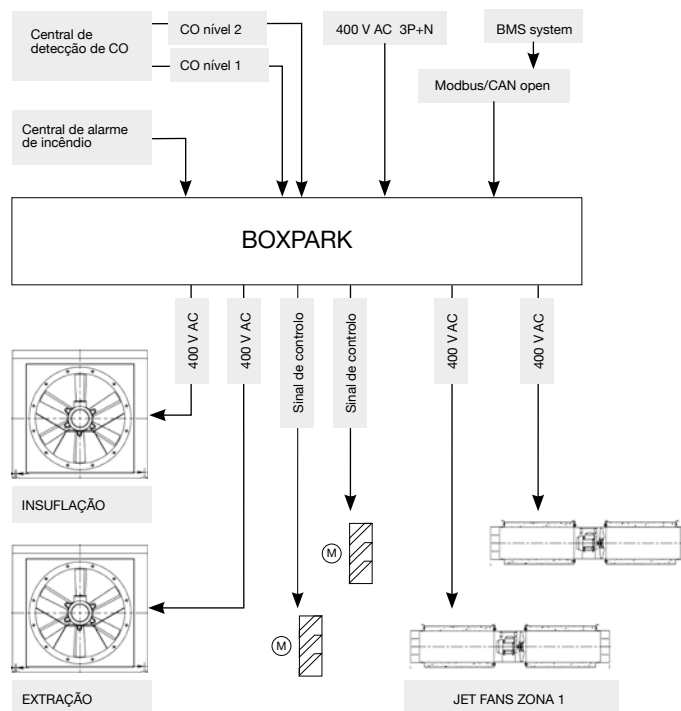 Central de
detecção de CO
CO nível 2
CO nível 1
400 V AC 3P+N
BMS system
Modbus/CAN open
Central de alarme
de incêndio
BOXPARK
400 V AC
400 V AC
Sinal de controlo
Sinal de controlo
400 V AC
400 V AC
INSUFLAÇÃO
M
M
EXTRAÇÃO
JET FANS ZONA 1